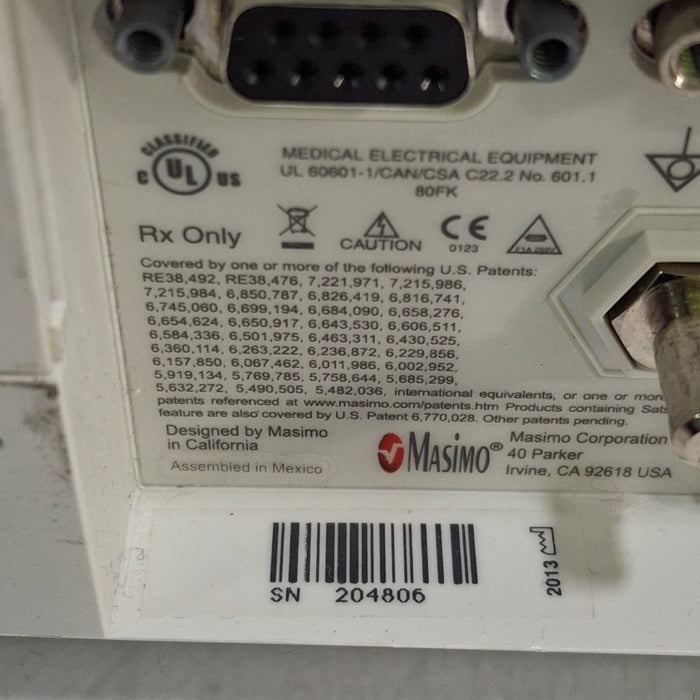 CLASSIFIED
C UL US
MEDICAL ELECTRICAL EQUIPMENT
UL 60601-1/CAN/CSA C22.2 No. 601.1
80FK
Rx Only
CAUTION
CE
0123
F1A 250V
Covered by one or more of the following U.S. Patents:
RE38,492, RE38,476, 7,221,971, 7,215,986,
7,215,984, 6,850,787, 6,826,419, 6,816,741,
6,745,060, 6,699,194, 6,684,090, 6,658,276,
6,654,624, 6,650,917, 6,643,530, 6,606,511,
6,584,336, 6,501,975, 6,463,311, 6,430,525,
6,360,114, 6,263,222, 6,236,872, 6,229,856,
6,157,850, 6,067,462, 6,011,986, 6,002,952,
5,919,134, 5,769,785, 5,758,644, 5,685,299,
5,632,272, 5,490,505, 5,482,036, international equivalents, or one or more
patents referenced at www.masimo.com/patents.htm Products containing Sats
feature are also covered by U.S. Patent 6,770,028. Other patents pending.
Designed by Masimo
in California
Assembled in Mexico
Masimo®
Masimo Corporation
40 Parker
Irvine, CA 92618 USA
SN 204806
2013